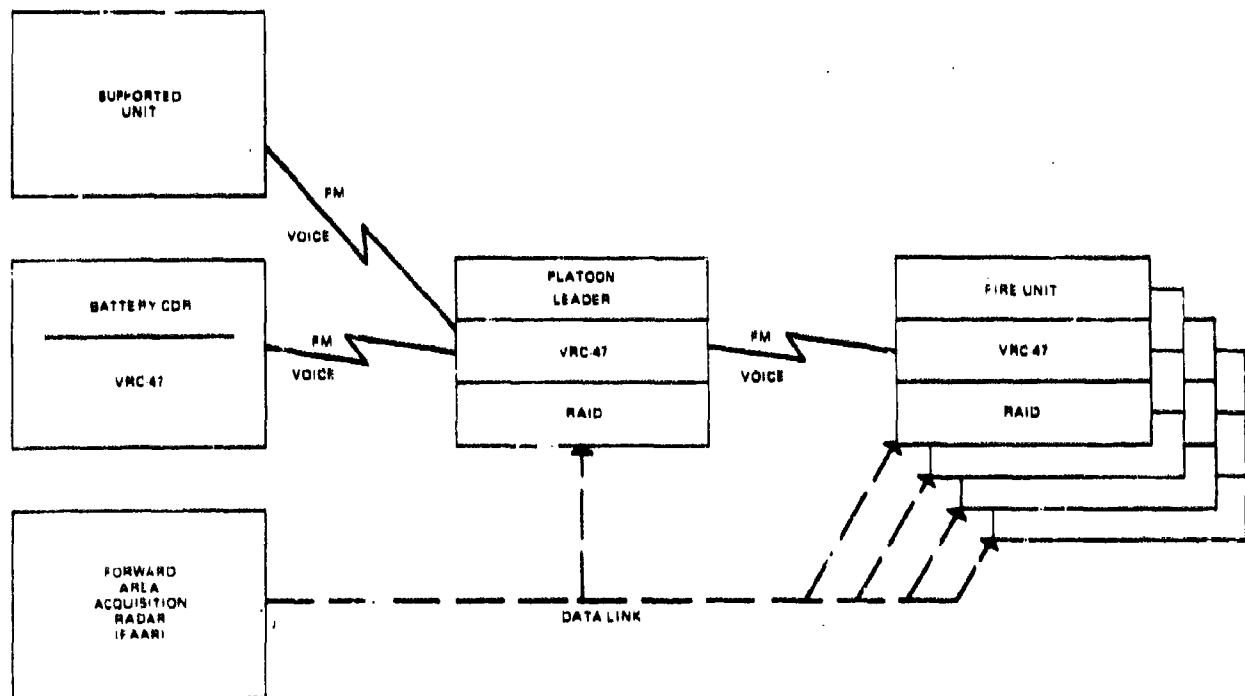 SUPPORTED
UNIT
FM
VOICE
BATTERY CDR
VRC-47
FM
VOICE
PLATOON
LEADER
VRC-47
RAID
FM
VOICE
FIRE UNIT
VRC-47
RAID
FORWARD
AREA
ACQUISITION
RADAR
(FAAR)
DATA LINK